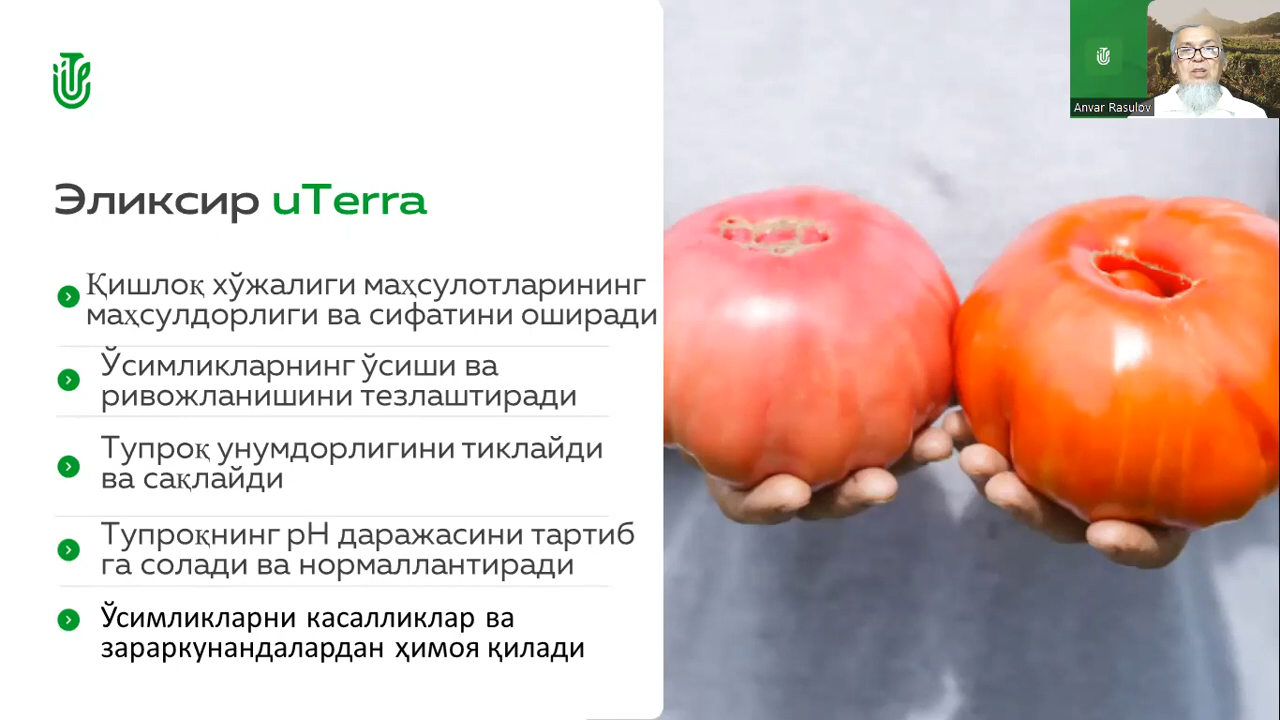 Anvar Rasulov
Эликсир uTerra
Қишлоқ хўжалиги маҳсулотларининг
маҳсулдорлиги ва сифатини оширади
Ўсимликларнинг ўсиши ва
ривожланишини тезлаштиради
Тупроқ унумдорлигини тиклайди
ва сақлайди
Тупроқнинг pH даражасини тартиб
га солади ва нормаллантиради
Ўсимликларни касалликлар ва
зараркунандалардан ҳимоя қилади